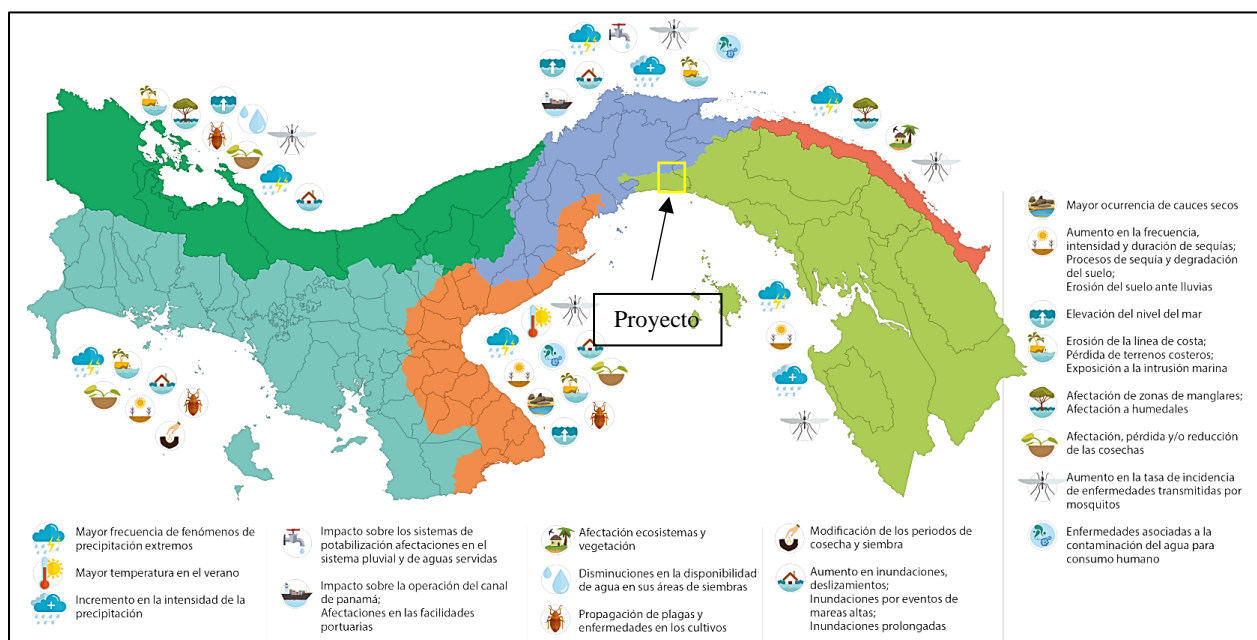 Proyecto
Mayor ocurrencia de cauces secos
Aumento en la frecuencia,
intensidad y duración de sequías;
Procesos de sequía y degradación
del suelo;
Erosión del suelo ante lluvias
Elevación del nivel del mar
Erosión de la línea de costa;
Pérdida de terrenos costeros;
Exposición a la intrusión marina
Afectación de zonas de manglares;
Afectación a humedales
Afectación, pérdida y/o reducción
de las cosechas
Aumento en la tasa de incidencia
de enfermedades transmitidas por
mosquitos
Enfermedades asociadas a la
contaminación del agua para
consumo humano
Mayor frecuencia de fenómenos de
precipitación extremos
Mayor temperatura en el verano
Incremento en la intensidad de la
precipitación
Impacto sobre los sistemas de
potabilización afectaciones en el
sistema pluvial y de aguas servidas
Impacto sobre la operación del canal de
panamá;
Afectaciones en las facilidades
portuarias
Afectación ecosistemas y
vegetación
Disminuciones en la disponibilidad
de agua en sus áreas de siembras
Propagación de plagas y
enfermedades en los cultivos
Modificación de los periodos de
cosecha y siembra
Aumento en inundaciones,
deslizamientos;
Inundaciones por eventos de
mareas altas;
Inundaciones prolongadas